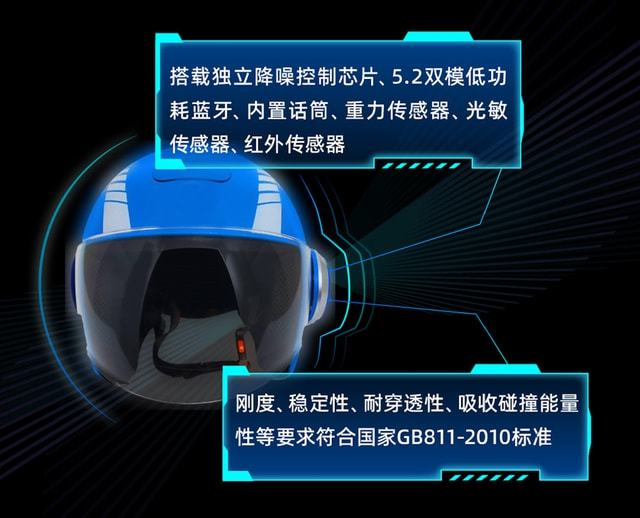 搭载独立降噪控制芯片、5.2双模低功
耗蓝牙、内置话筒、重力传感器、光敏
传感器、红外传感器
刚度、稳定性、耐穿透性、吸收碰撞能量
性等要求符合国家GB811-2010标准